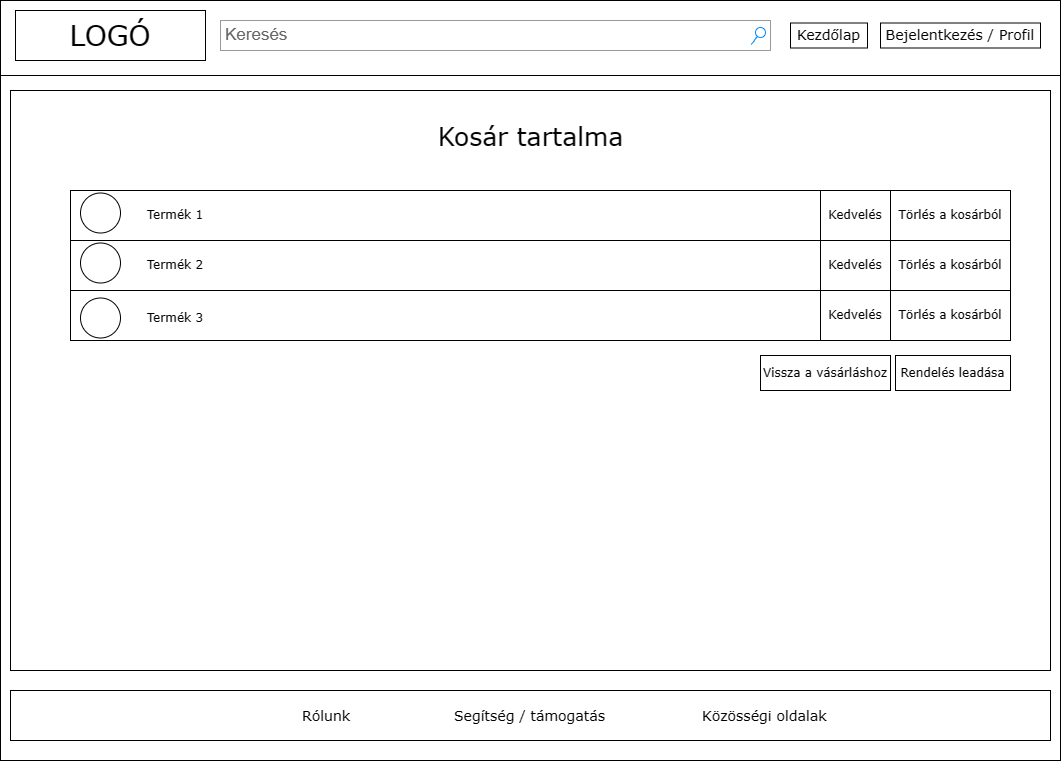 LOGÓ
Keresés
Kezdőlap
Bejelentkezés / Profil
Kosár tartalma
Termék 1
Kedvelés
Törlés a kosárból
Termék 2
Kedvelés
Törlés a kosárból
Termék 3
Kedvelés
Törlés a kosárból
Vissza a vásárláshoz
Rendelés leadása
Rólunk
Segítség / támogatás
Közösségi oldalak